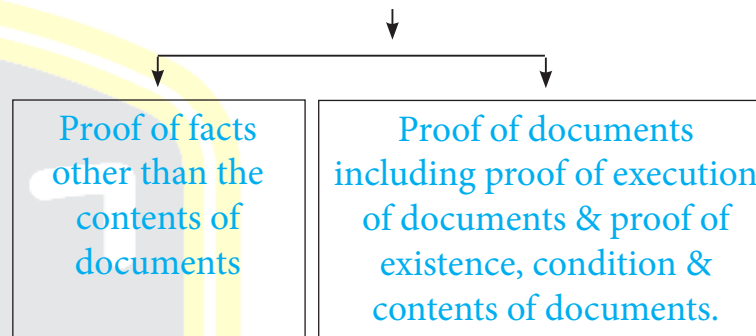 Proof of facts
other than the
contents of
documents
Proof of documents
including proof of execution
of documents & proof of
existence, condition &
contents of documents.